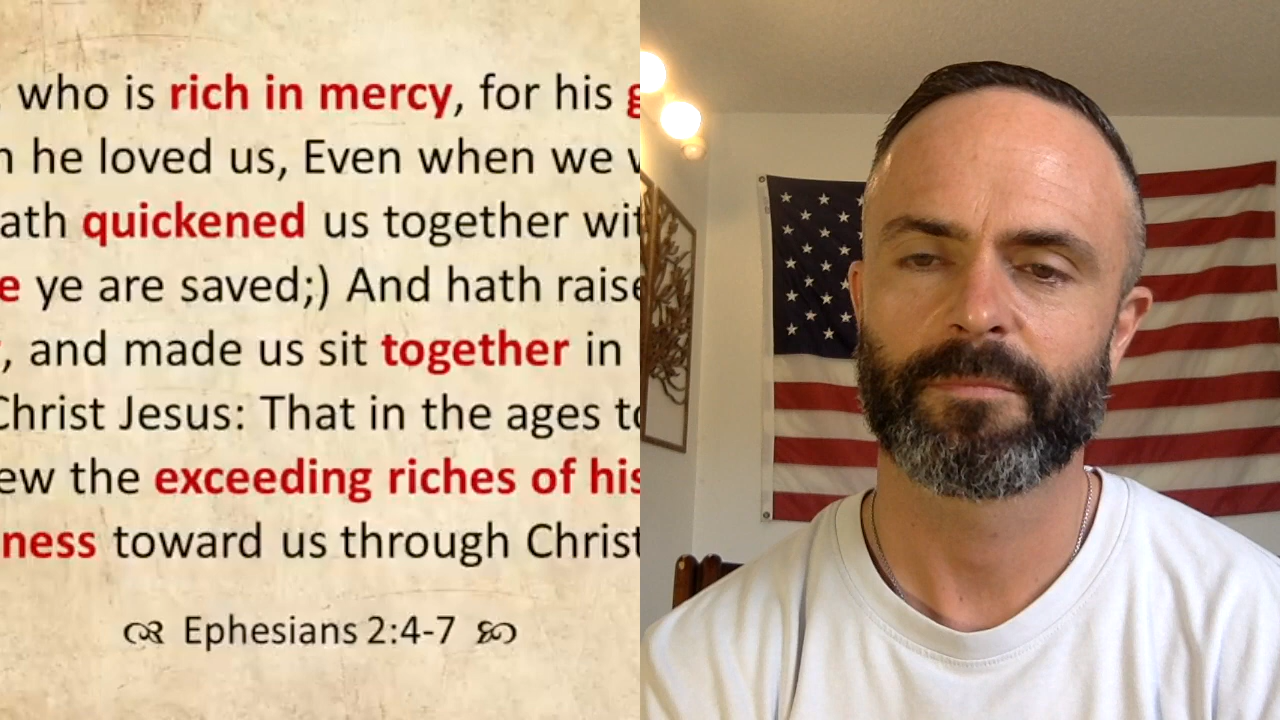 who is rich in mercy, for his
he loved us, Even when we
ath quickened us together wit
e ye are saved;) And hath raise
, and made us sit together in
Christ Jesus: That in the ages to
ew the exceeding riches of his
ness toward us through Christ
Ephesians 2:4-7